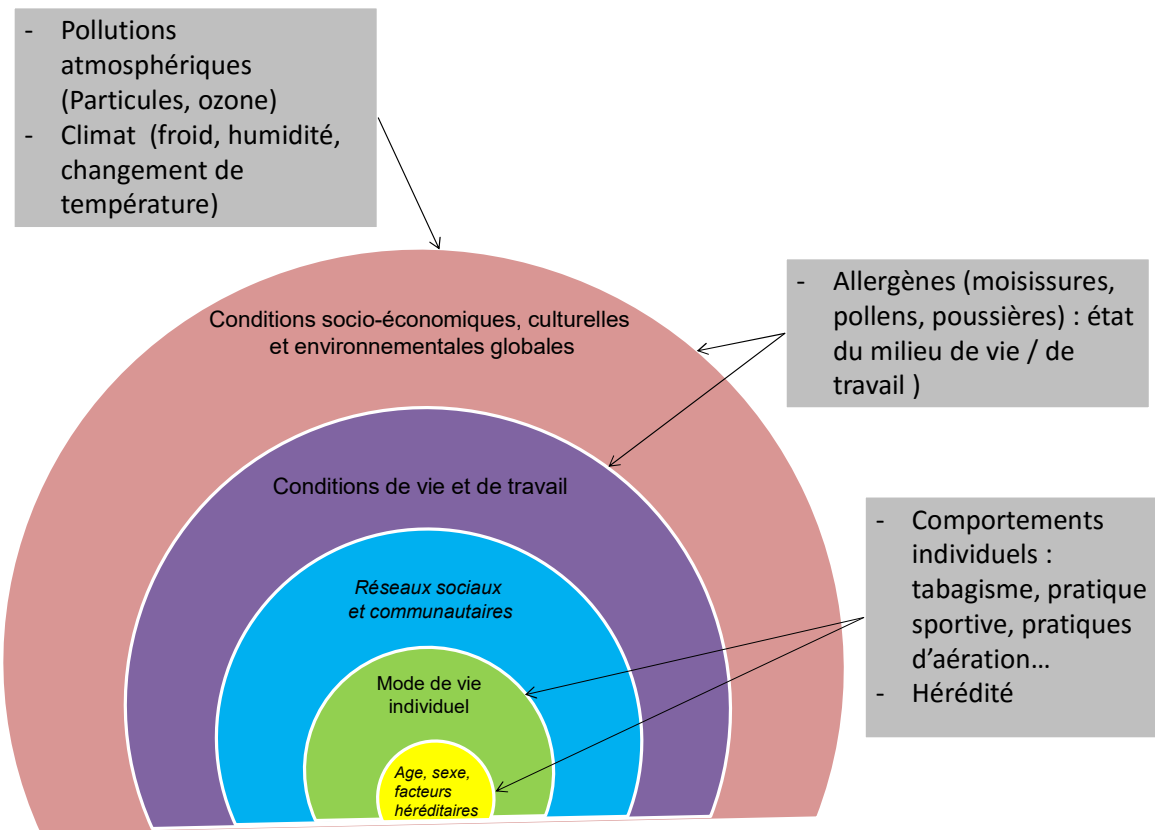 - Pollutions
atmosphériques
(Particules, ozone)
- Climat (froid, humidité,
changement de
température)
- Allergènes (moisissures,
pollens, poussières) : état
du milieu de vie / de
travail )
Conditions socio-économiques, culturelles
et environnementales globales
Conditions de vie et de travail
- Comportements
individuels :
tabagisme, pratique
sportive, pratiques
d’aération…
- Hérédité
Réseaux sociaux
et communautaires
Mode de vie
individuel
Age, sexe,
facteurs
héréditaires